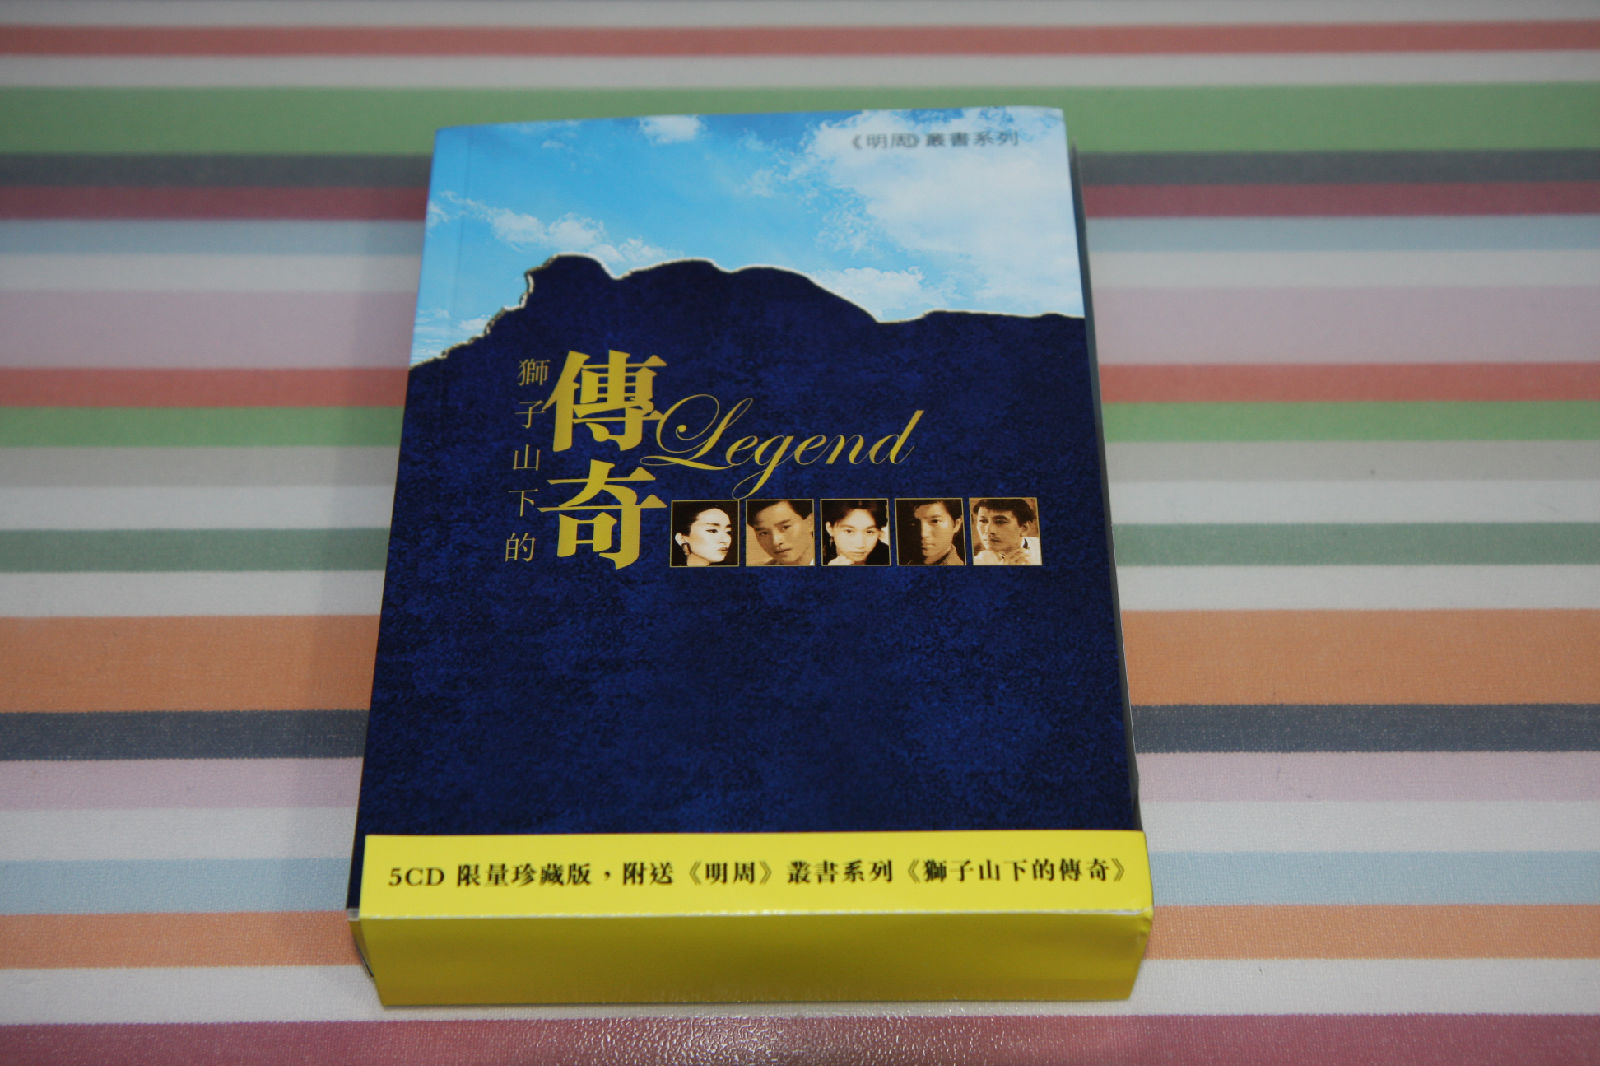 《明周》叢書系列
獅子山下的
傳奇
Legend
5CD 限量珍藏版，附送《明周》叢書系列《獅子山下的傳奇》